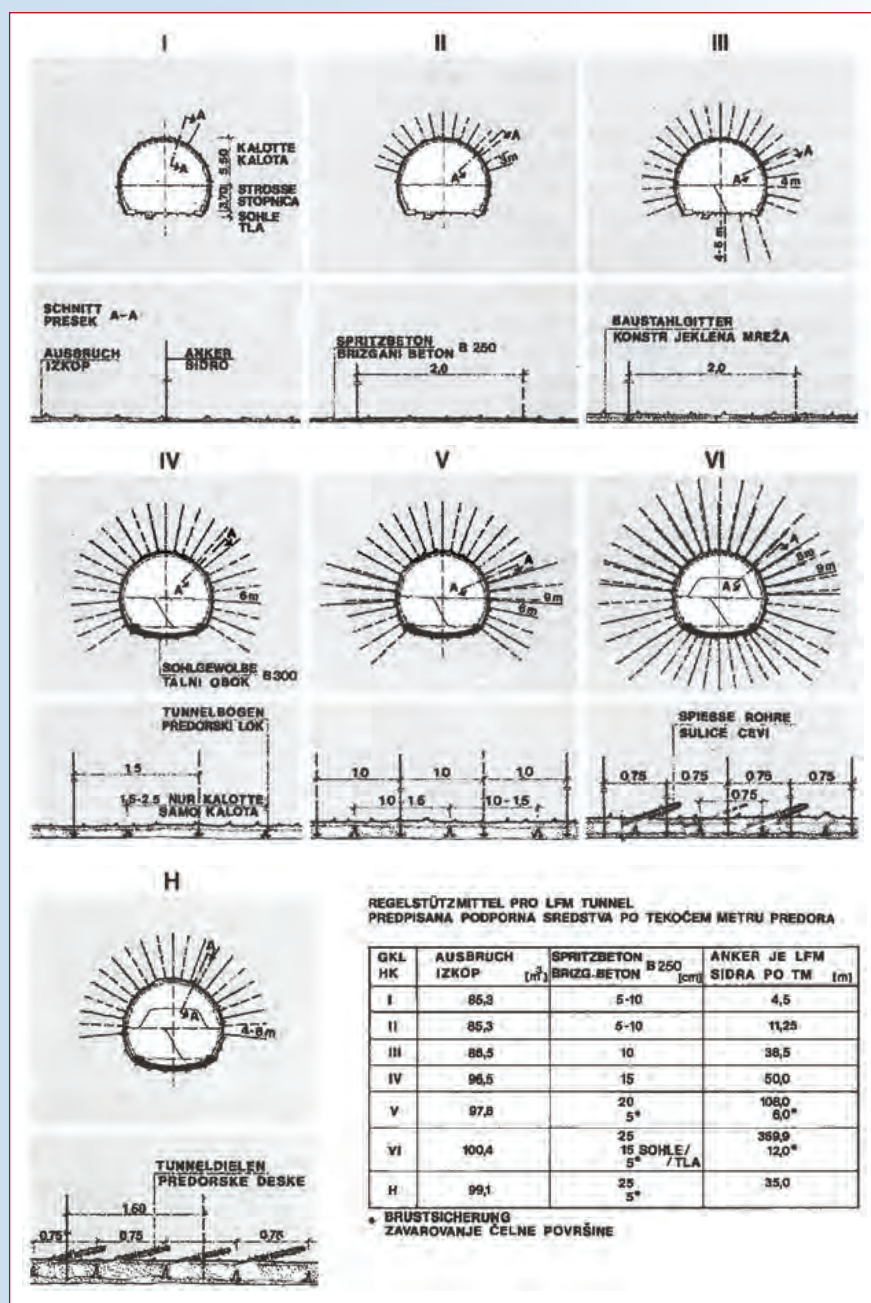 I
II
III
A
A
KALOTTE
KALOTA
5,50
STROSSE
STOPNICA
(3,70)
SOHLE
TLA
A
3m
A
A
4m
A
4-6 m
SCHNITT
PRESEK A-A
AUSBRUCH
IZKOP
ANKER
SIDRO
SPRITZBETON
BRIZGANI BETON B 250
2,0
BAUSTAHLGITTER
KONSTR JEKLENA MREŽA
2,0
IV
V
VI
A
A
6m
SOHLGEWÖLBE
TALNI OBOK B300
A
A
9m
6m
A
6m
9m
A
TUNNELBOGEN
PREDORSKI LOK
1,5
1,5-2,5 NUR KALOTTE
SAMO KALOTA
1,0 1,0 1,0
1,0 - 1,5 1,0 - 1,5
SPIESSE ROHRE
SULICE CEVI
0,75 0,75 0,75 0,75
0,75
H
A
A
4-6m
TUNNELDIELEN
PREDORSKE DESKE
1,60
0,75 0,75 0,75
REGELSTÜTZMITTEL PRO LFM TUNNEL
PREDPISANA PODPORNA SREDSTVA PO TEKOČEM METRU PREDORA
GKL AUSBRUCH SPRITZBETON ANKER JE LFM
HK IZKOP [m³] BRIZG.-BETON B 250 [cm] SIDRA PO TM [m]
I 85,3 5-10 4,5
II 85,3 5-10 11,25
III 86,5 10 38,5
IV 96,5 15 50,0
V 97,8 20 108,0
5* 6,0*
VI 100,4 25 359,9
15 SOHLE/ 12,0*
5* /TLA
H 99,1 25 35,0
5*
* BRUSTSICHERUNG
ZAVAROVANJE ČELNE POVRŠINE